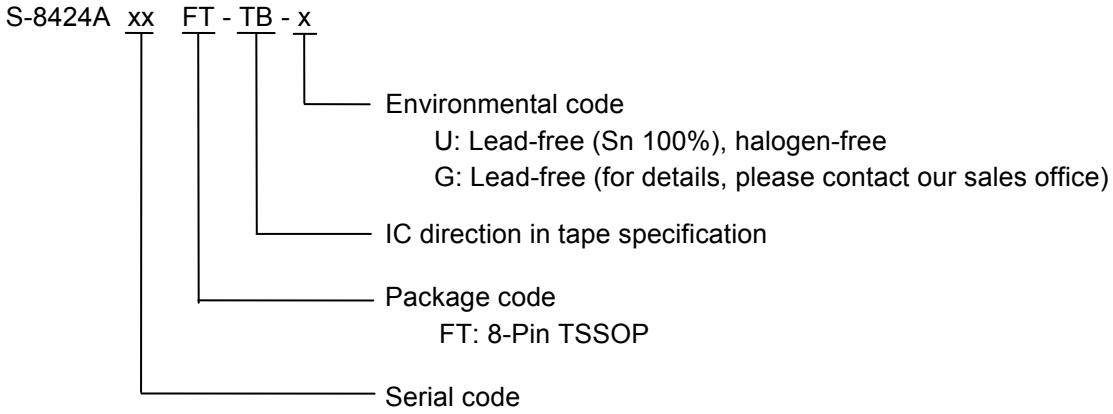 S-8424A xx FT - TB - x
Environmental code
U: Lead-free (Sn 100%), halogen-free
G: Lead-free (for details, please contact our sales office)
IC direction in tape specification
Package code
FT: 8-Pin TSSOP
Serial code